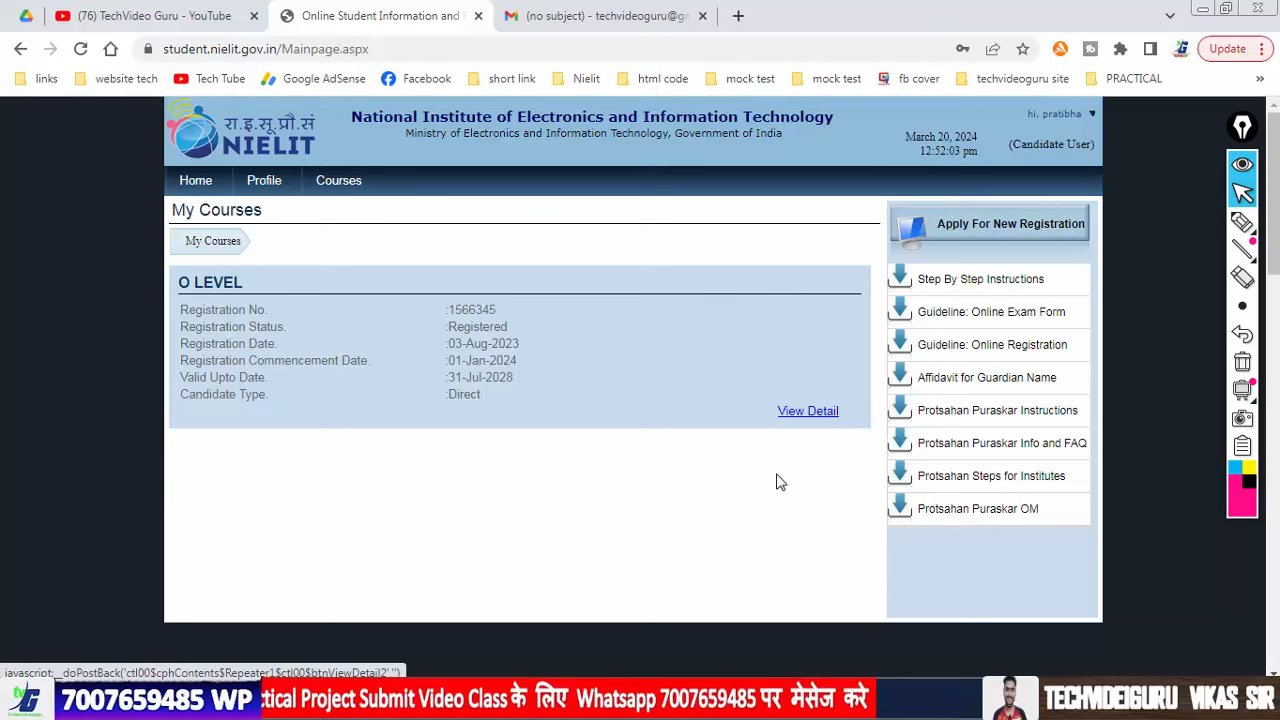 (76) TechVideo Guru - YouTube
Online Student Information and
(no subject) - techvideoguru@gm
student.nielit.gov.in/Mainpage.aspx
Update
links
website tech
Tech Tube
Google AdSense
Facebook
short link
Nielit
html code
mock test
mock test
fb cover
techvideoguru site
PRACTICAL
»
रा.इ.सू.प्रौ.सं
NIELIT
National Institute of Electronics and Information Technology
Ministry of Electronics and Information Technology, Government of India
hi, pratibha
March 20, 2024
12:52:03 pm
(Candidate User)
Home
Profile
Courses
My Courses
My Courses
O LEVEL
Registration No. :1566345
Registration Status. :Registered
Registration Date. :03-Aug-2023
Registration Commencement Date. :01-Jan-2024
Valid Upto Date. :31-Jul-2028
Candidate Type. :Direct
View Detail
Apply For New Registration
Step By Step Instructions
Guideline: Online Exam Form
Guideline: Online Registration
Affidavit for Guardian Name
Protsahan Puraskar Instructions
Protsahan Puraskar Info and FAQ
Protsahan Steps for Institutes
Protsahan Puraskar OM
javascript:__doPostBack('ctl00$cphContents$Repeater1$ctl00$btnViewDetail2','')
7007659485 WP
ctical Project Submit Video Class के लिए Whatsapp 7007659485 पर मेसेज करे
TECHVDEIGURU VIKAS SIR